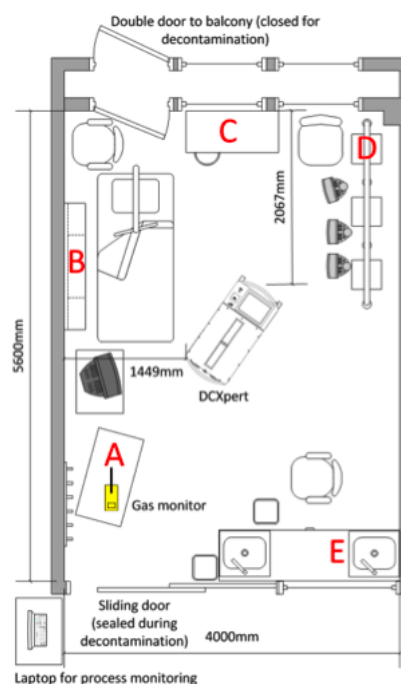 Double door to balcony (closed for
decontamination)
C
D
2067mm
B
5600mm
1449mm
DCXpert
A
Gas monitor
E
Sliding door
(sealed during
decontamination)
4000mm
Laptop for process monitoring